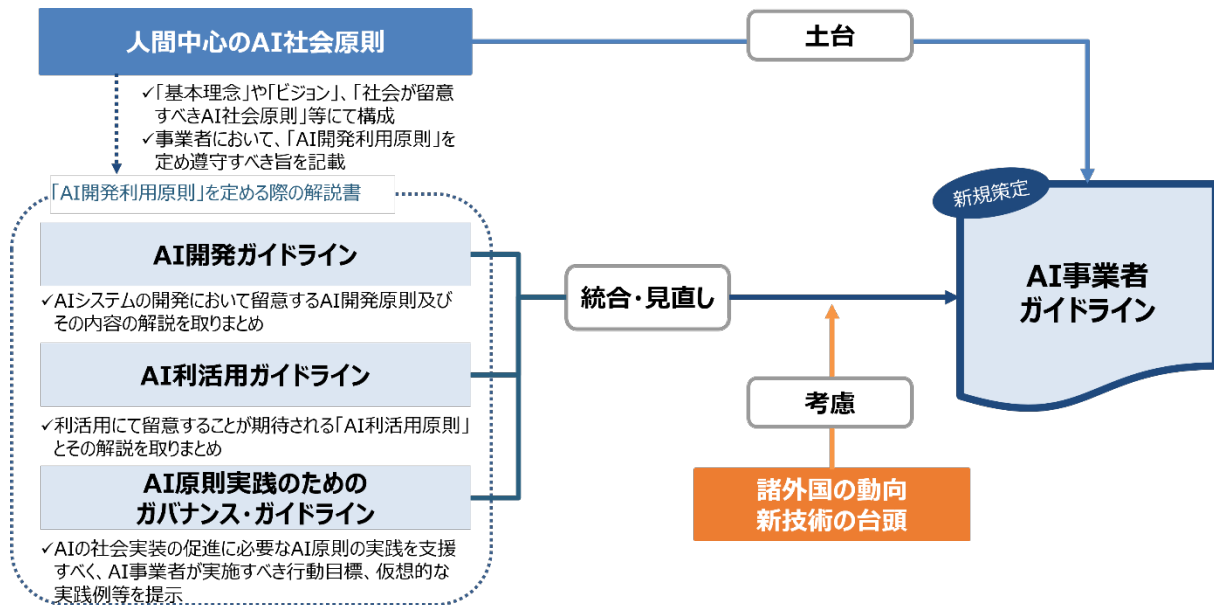 人間中心のAI社会原則
土台
✓「基本理念」や「ビジョン」、「社会が留意
すべきAI社会原則」等にて構成
✓事業者において、「AI開発利用原則」を
定め遵守すべき旨を記載
「AI開発利用原則」を定める際の解説書
新規策定
AI開発ガイドライン
✓AIシステムの開発において留意するAI開発原則及び
その内容の解説を取りまとめ
統合・見直し
AI事業者
ガイドライン
AI利活用ガイドライン
✓利活用にて留意することが期待される「AI利活用原則」
とその解説を取りまとめ
考慮
AI原則実践のための
ガバナンス・ガイドライン
諸外国の動向
新技術の台頭
✓AIの社会実装の促進に必要なAI原則の実践を支援
すべく、AI事業者が実施すべき行動目標、仮想的な
実践例等を提示